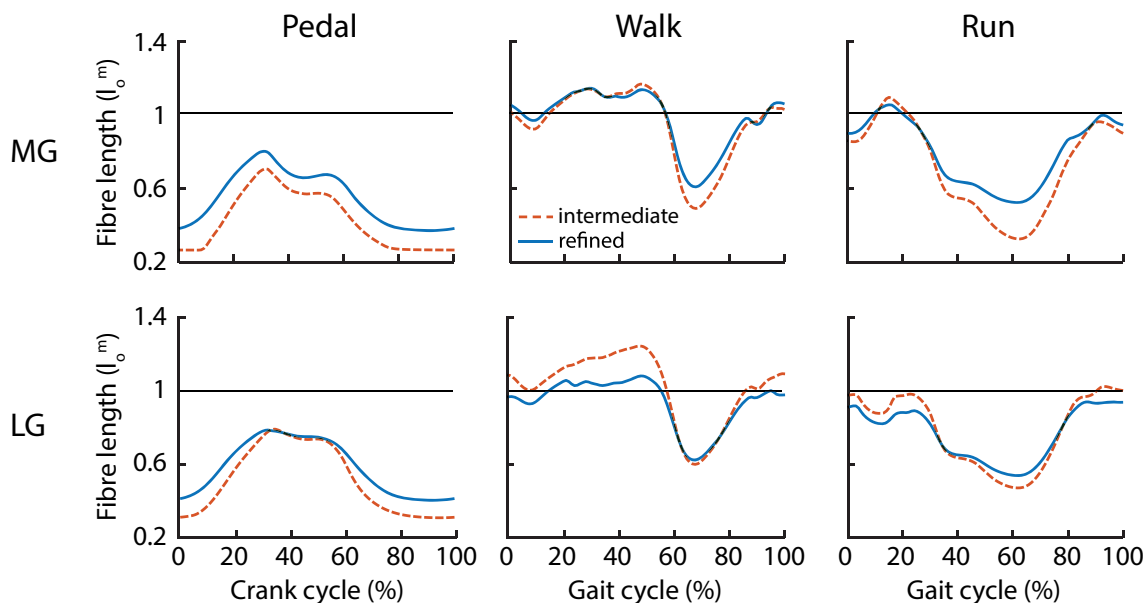 Pedal Walk Run
1.4
1
0.6
0.2
Fibre length (lₒᵐ)
MG
intermediate
refined
1.4
1
0.6
0.2
Fibre length (lₒᵐ)
LG
0 20 40 60 80 100 0 20 40 60 80 100 0 20 40 60 80 100
Crank cycle (%) Gait cycle (%) Gait cycle (%)